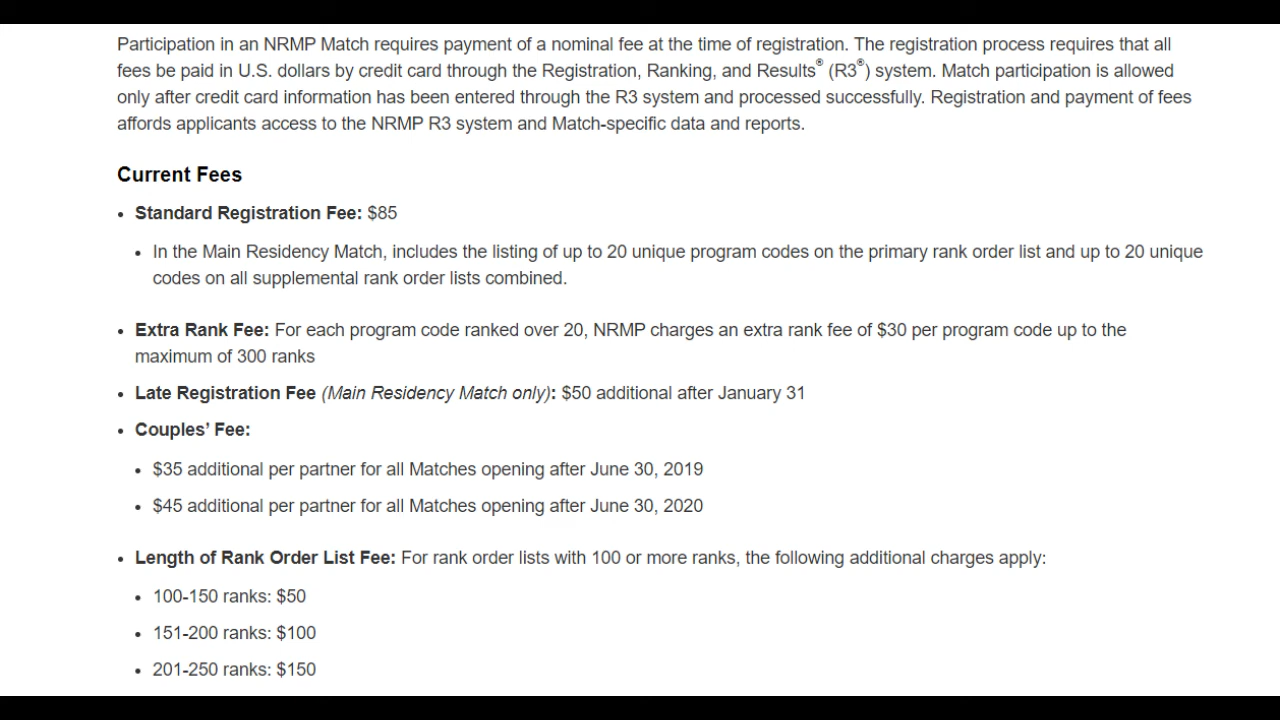 Participation in an NRMP Match requires payment of a nominal fee at the time of registration. The registration process requires that all
fees be paid in U.S. dollars by credit card through the Registration, Ranking, and Results® (R3®) system. Match participation is allowed
only after credit card information has been entered through the R3 system and processed successfully. Registration and payment of fees
affords applicants access to the NRMP R3 system and Match-specific data and reports.
Current Fees
• Standard Registration Fee: $85
• In the Main Residency Match, includes the listing of up to 20 unique program codes on the primary rank order list and up to 20 unique
codes on all supplemental rank order lists combined.
• Extra Rank Fee: For each program code ranked over 20, NRMP charges an extra rank fee of $30 per program code up to the
maximum of 300 ranks
• Late Registration Fee (Main Residency Match only): $50 additional after January 31
• Couples’ Fee:
• $35 additional per partner for all Matches opening after June 30, 2019
• $45 additional per partner for all Matches opening after June 30, 2020
• Length of Rank Order List Fee: For rank order lists with 100 or more ranks, the following additional charges apply:
• 100-150 ranks: $50
• 151-200 ranks: $100
• 201-250 ranks: $150